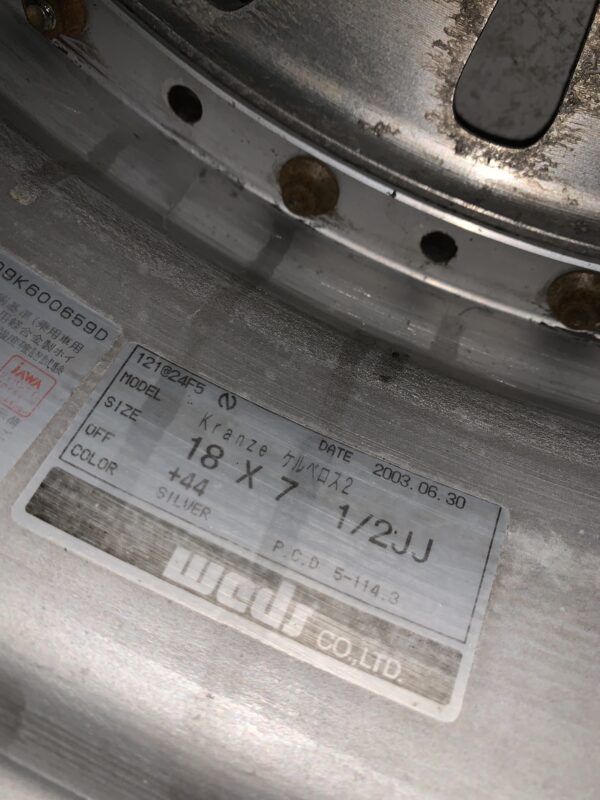 99K600659D
JAWA
121@24F5
MODEL Kranze ケルベロス2
DATE 2003.06.30
SIZE 18 X 7 1/2JJ
OFF +44
P.C.D 5-114.3
COLOR SILVER
weds CO.,LTD.